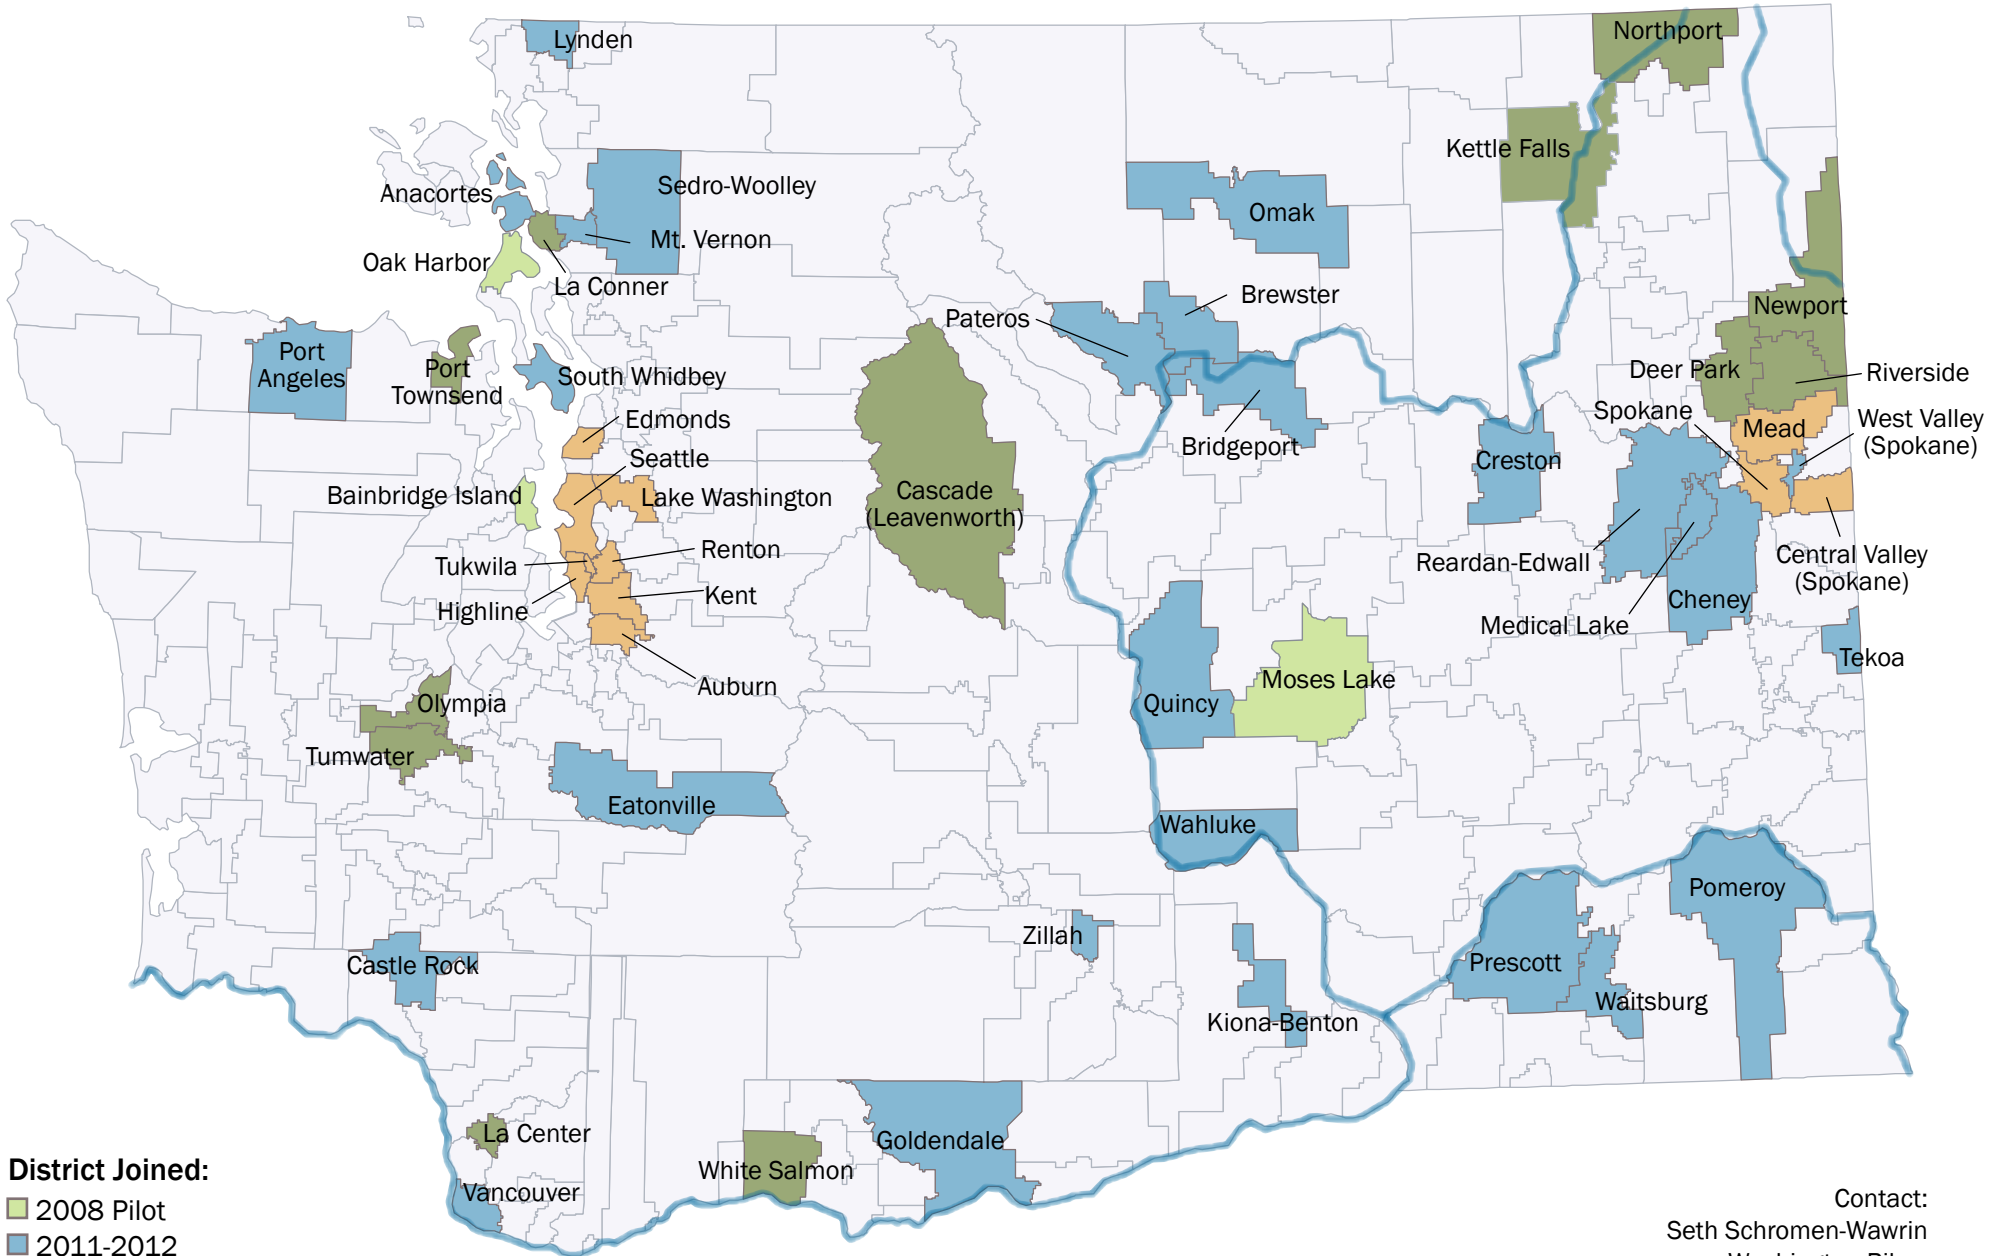 Northport
Lynden
Kettle Falls
Sedro-Woolley
Anacortes
Omak
Mt. Vernon
Oak Harbor
La Conner
Brewster
Pateros
Newport
Port
Angeles
Port
Townsend
South Whidbey
Deer Park
Riverside
Edmonds
Spokane
West Valley
(Spokane)
Mead
Bridgeport
Seattle
Creston
Bainbridge Island
Lake Washington
Cascade
(Leavenworth)
Renton
Tukwila
Reardan-Edwall
Central Valley
(Spokane)
Kent
Highline
Cheney
Medical Lake
Tekoa
Auburn
Moses Lake
Olympia
Quincy
Tumwater
Eatonville
Wahluke
Pomeroy
Zillah
Castle Rock
Prescott
Waitsburg
Kiona-Benton
La Center
Goldendale
White Salmon
Vancouver
District Joined:
2008 Pilot
2011-2012
Contact:
Seth Schromen-Wawrin